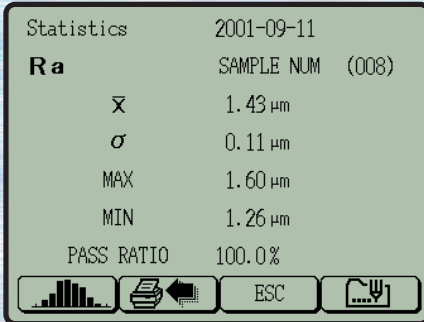 Statistics 2001-09-11
Ra SAMPLE NUM (008)
x̄ 1.43 μm
σ 0.11 μm
MAX 1.60 μm
MIN 1.26 μm
PASS RATIO 100.0%
ESC